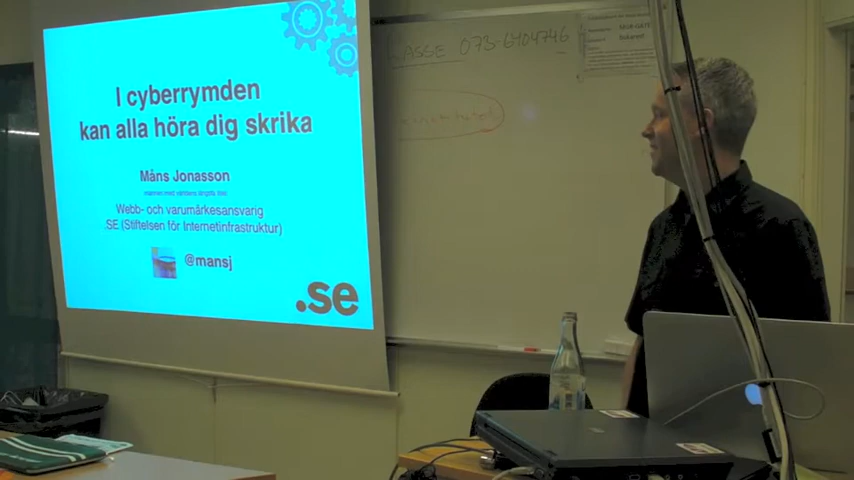 I cyberrymden
kan alla höra dig skrika
Måns Jonasson
Webb- och varumärkesansvarig
.SE (Stiftelsen för Internetinfrastruktur)
@mansj
.se
LASSE 073-6404746